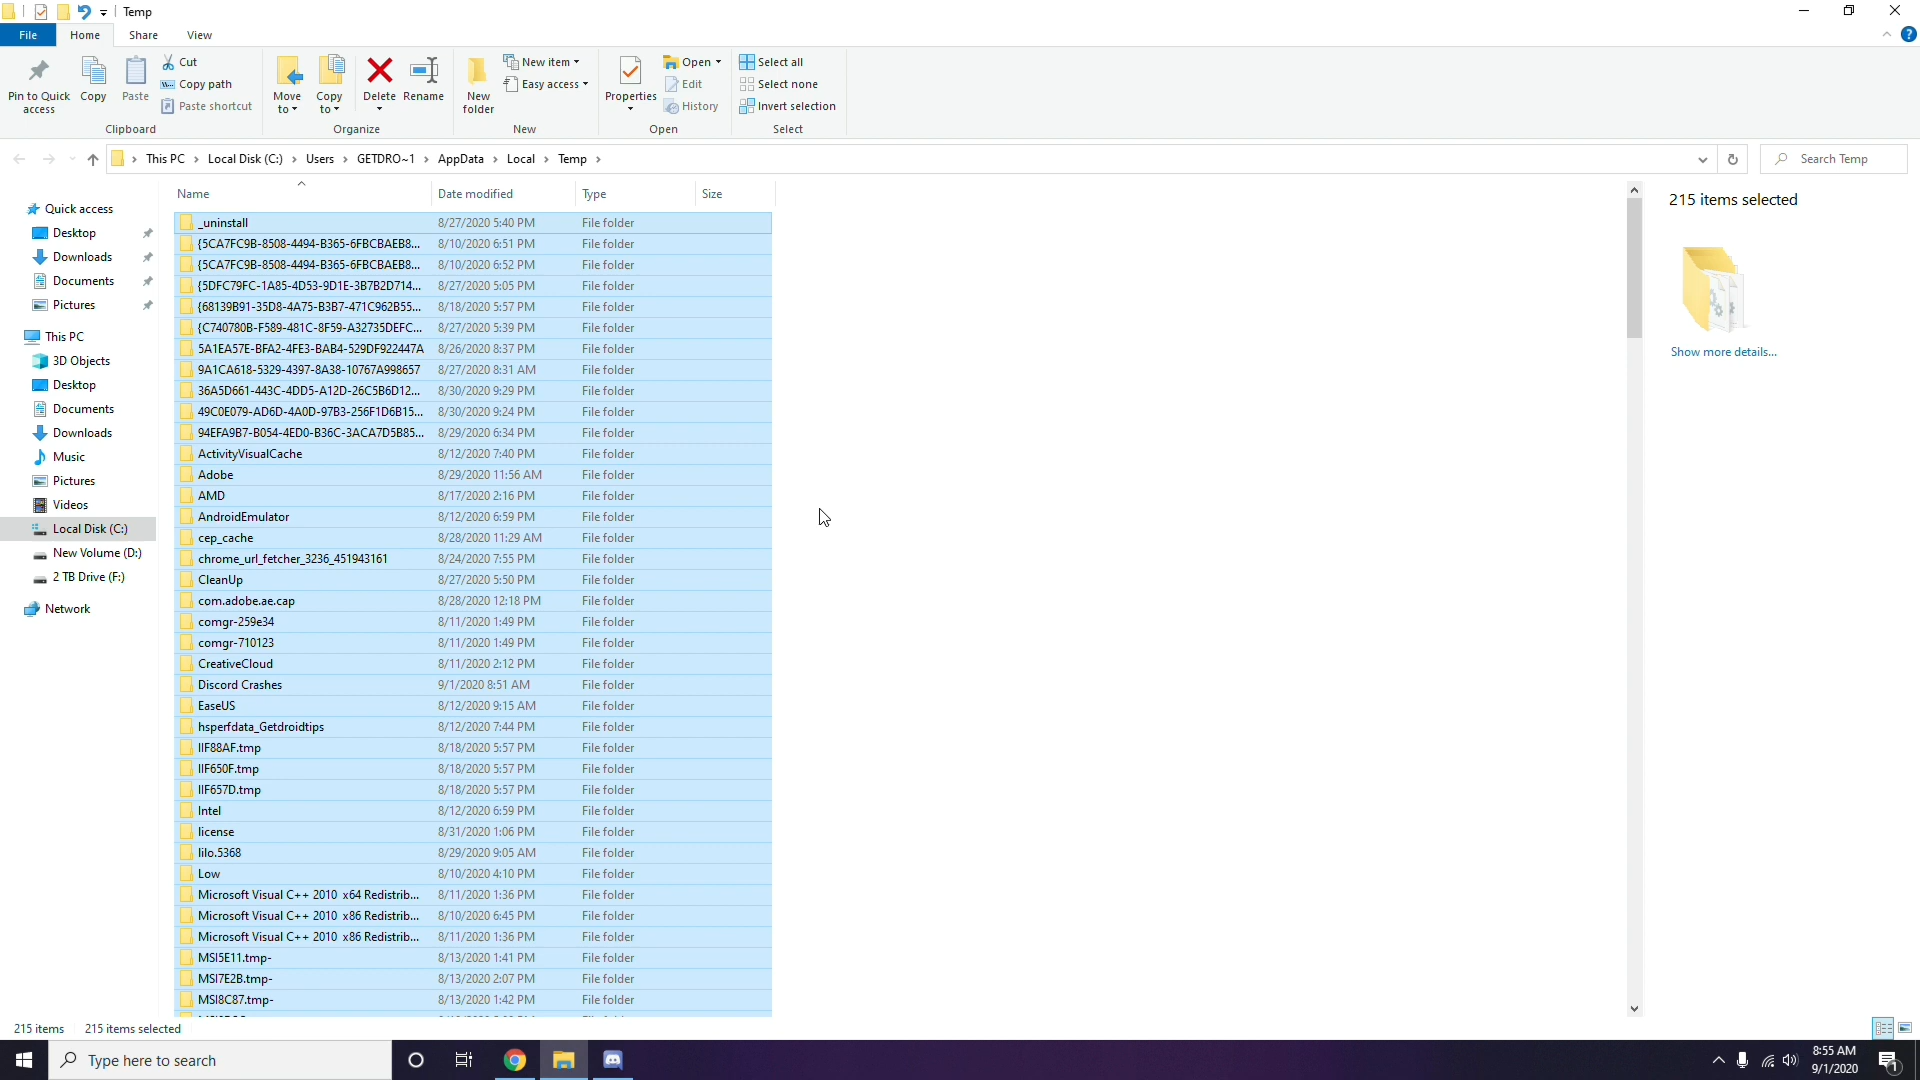 Temp
File Home Share View ?
Pin to Quick access
Copy
Paste
Cut
Copy path
Paste shortcut
Clipboard
Move to
Copy to
Delete
Rename
Organize
New folder
New item
Easy access
New
Properties
Open
Edit
History
Open
Select all
Select none
Invert selection
Select
This PC > Local Disk (C:) > Users > GETDRO~1 > AppData > Local > Temp >
Search Temp
Quick access
Desktop
Downloads
Documents
Pictures
This PC
3D Objects
Desktop
Documents
Downloads
Music
Pictures
Videos
Local Disk (C:)
New Volume (D:)
2 TB Drive (F:)
Network
Name Date modified Type Size
_uninstall 8/27/2020 5:40 PM File folder
{5CA7FC9B-8508-4494-B365-6FBCBAEB8... 8/10/2020 6:51 PM File folder
{5CA7FC9B-8508-4494-B365-6FBCBAEB8... 8/10/2020 6:52 PM File folder
{5DFC79FC-1A85-4D53-9D1E-3B7B2D714... 8/27/2020 5:05 PM File folder
{68139B91-35D8-4A75-B3B7-471C962B55... 8/18/2020 5:57 PM File folder
{C740780B-F589-481C-8F59-A32735DEFC... 8/27/2020 5:39 PM File folder
5A1EA57E-BFA2-4FE3-BAB4-529DF922447A 8/26/2020 8:37 PM File folder
9A1CA618-5329-4397-8A38-10767A998657 8/27/2020 8:31 AM File folder
36A5D661-443C-4DD5-A12D-26C5B6D12... 8/30/2020 9:29 PM File folder
49C0E079-AD6D-4A0D-97B3-256F1D6B15... 8/30/2020 9:24 PM File folder
94EFA9B7-B054-4ED0-B36C-3ACA7D5B85... 8/29/2020 6:34 PM File folder
ActivityVisualCache 8/12/2020 7:40 PM File folder
Adobe 8/29/2020 11:56 AM File folder
AMD 8/17/2020 2:16 PM File folder
AndroidEmulator 8/12/2020 6:59 PM File folder
cep_cache 8/28/2020 11:29 AM File folder
chrome_url_fetcher_3236_451943161 8/24/2020 7:55 PM File folder
CleanUp 8/27/2020 5:50 PM File folder
com.adobe.ae.cap 8/28/2020 12:18 PM File folder
comgr-259e34 8/11/2020 1:49 PM File folder
comgr-710123 8/11/2020 1:49 PM File folder
CreativeCloud 8/11/2020 2:12 PM File folder
Discord Crashes 9/1/2020 8:51 AM File folder
EaseUS 8/12/2020 9:15 AM File folder
hsperfdata_Getdroidtips 8/12/2020 7:44 PM File folder
IIF88AF.tmp 8/18/2020 5:57 PM File folder
IIF650F.tmp 8/18/2020 5:57 PM File folder
IIF657D.tmp 8/18/2020 5:57 PM File folder
Intel 8/12/2020 6:59 PM File folder
license 8/31/2020 1:06 PM File folder
lilo.5368 8/29/2020 9:05 AM File folder
Low 8/10/2020 4:10 PM File folder
Microsoft Visual C++ 2010 x64 Redistrib... 8/11/2020 1:36 PM File folder
Microsoft Visual C++ 2010 x86 Redistrib... 8/10/2020 6:45 PM File folder
Microsoft Visual C++ 2010 x86 Redistrib... 8/11/2020 1:36 PM File folder
MSI5E11.tmp- 8/13/2020 1:41 PM File folder
MSI7E2B.tmp- 8/13/2020 2:07 PM File folder
MSI8C87.tmp- 8/13/2020 1:42 PM File folder
215 items selected
Show more details...
215 items 215 items selected
Type here to search
8:55 AM
9/1/2020
1